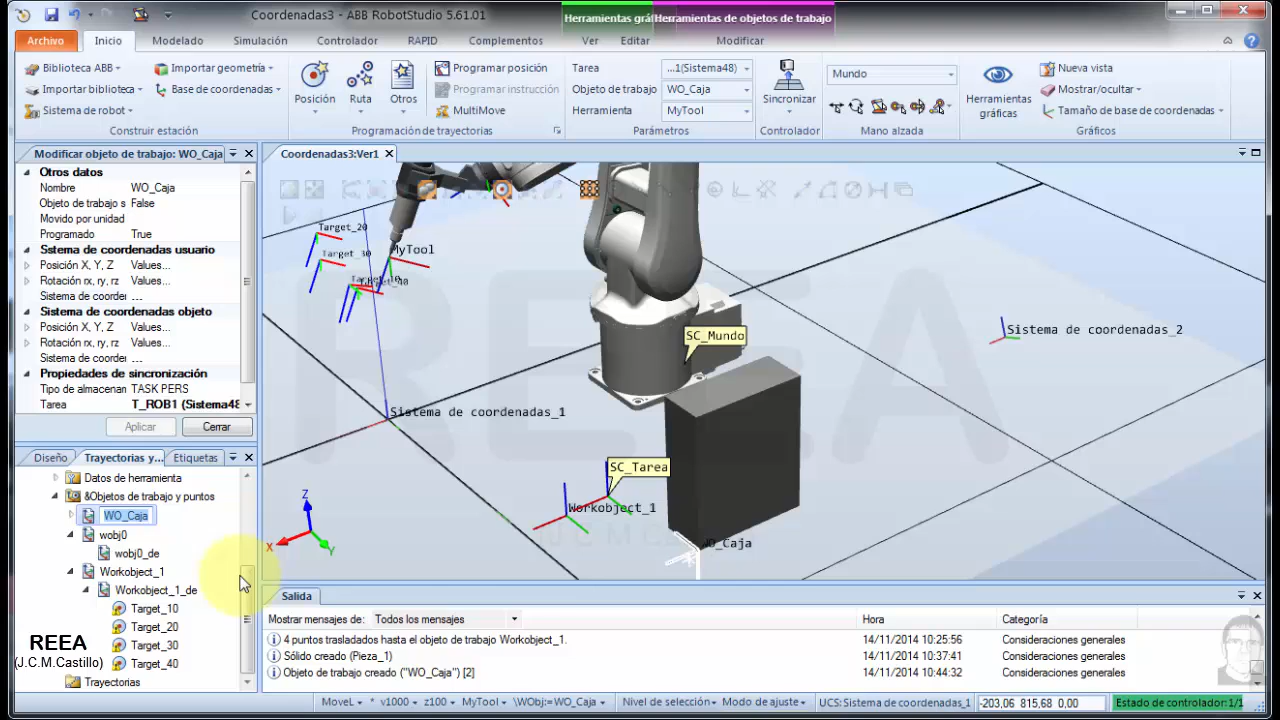 Coordenadas3 - ABB RobotStudio 5.61.01
Herramientas grá
Herramientas de objetos de trabajo
Archivo
Inicio
Modelado
Simulación
Controlador
RAPID
Complementos
Ver
Editar
Modificar
Biblioteca ABB
Importar biblioteca
Sistema de robot
Importar geometría
Base de coordenadas
Construir estación
Posición
Ruta
Otros
Programar posición
Programar instrucción
MultiMove
Programación de trayectorias
Tarea
...1(Sistema48)
Objeto de trabajo
WO_Caja
Herramienta
MyTool
Parámetros
Sincronizar
Controlador
Mundo
Mano alzada
Herramientas
gráficas
Nueva vista
Mostrar/ocultar
Tamaño de base de coordenadas
Gráficos
Modificar objeto de trabajo: WO_Caja
Otros datos
Nombre WO_Caja
Objeto de trabajo s False
Movido por unidad
Programado True
Sistema de coordenadas usuario
Posición X, Y, Z Values...
Rotación rx, ry, rz Values...
Sistema de coorder ...
Sistema de coordenadas objeto
Posición X, Y, Z Values...
Rotación rx, ry, rz Values...
Sistema de coorder ...
Propiedades de sincronización
Tipo de almacenan TASK PERS
Tarea T_ROB1 (Sistema48
Aplicar
Cerrar
Diseño
Trayectorias y...
Etiquetas
Datos de herramienta
&Objetos de trabajo y puntos
WO_Caja
wobj0
wobj0_de
Workobject_1
Workobject_1_de
Target_10
Target_20
Target_30
Target_40
Trayectorias
REEA
(J.C.M.Castillo)
Coordenadas3:Ver1
Target_20
Target_30
MyTool
SC_Mundo
Sistema de coordenadas_2
Sistema de coordenadas_1
SC_Tarea
Workobject_1
WO_Caja
Z
X
Y
REEA
J.C.M.Castillo
Salida
Mostrar mensajes de: Todos los mensajes
Hora
Categoría
4 puntos trasladados hasta el objeto de trabajo Workobject_1. 14/11/2014 10:25:56 Consideraciones generales
Sólido creado (Pieza_1) 14/11/2014 10:37:41 Consideraciones generales
Objeto de trabajo creado ("WO_Caja") [2] 14/11/2014 10:44:32 Consideraciones generales
MoveL * v1000 z100 MyTool \WObj:=WO_Caja Nivel de selección Modo de ajuste UCS: Sistema de coordenadas_1 -203,06 815,68 0,00 Estado de controlador: 1/1